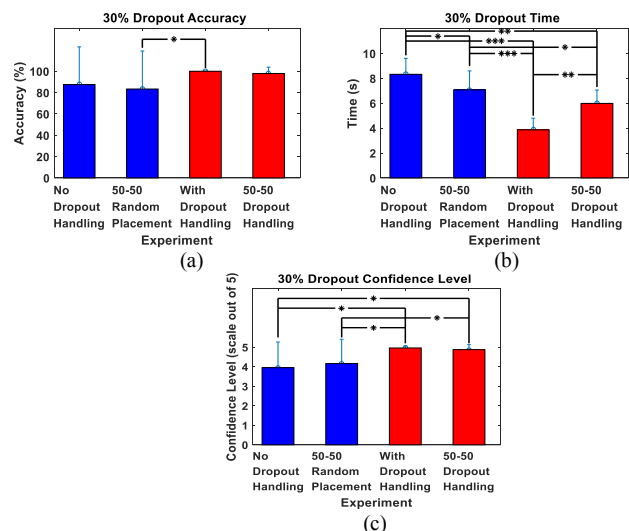 30% Dropout Accuracy
Accuracy (%)
100
80
60
40
20
0
*
No Dropout Handling
50-50 Random Placement
With Dropout Handling
50-50 Dropout Handling
Experiment
(a)
30% Dropout Time
Time (s)
10
8
6
4
2
0
**
*
***
*
***
**
No Dropout Handling
50-50 Random Placement
With Dropout Handling
50-50 Dropout Handling
Experiment
(b)
30% Dropout Confidence Level
Confidence Level (scale out of 5)
5
4
3
2
1
0
*
*
*
*
No Dropout Handling
50-50 Random Placement
With Dropout Handling
50-50 Dropout Handling
Experiment
(c)